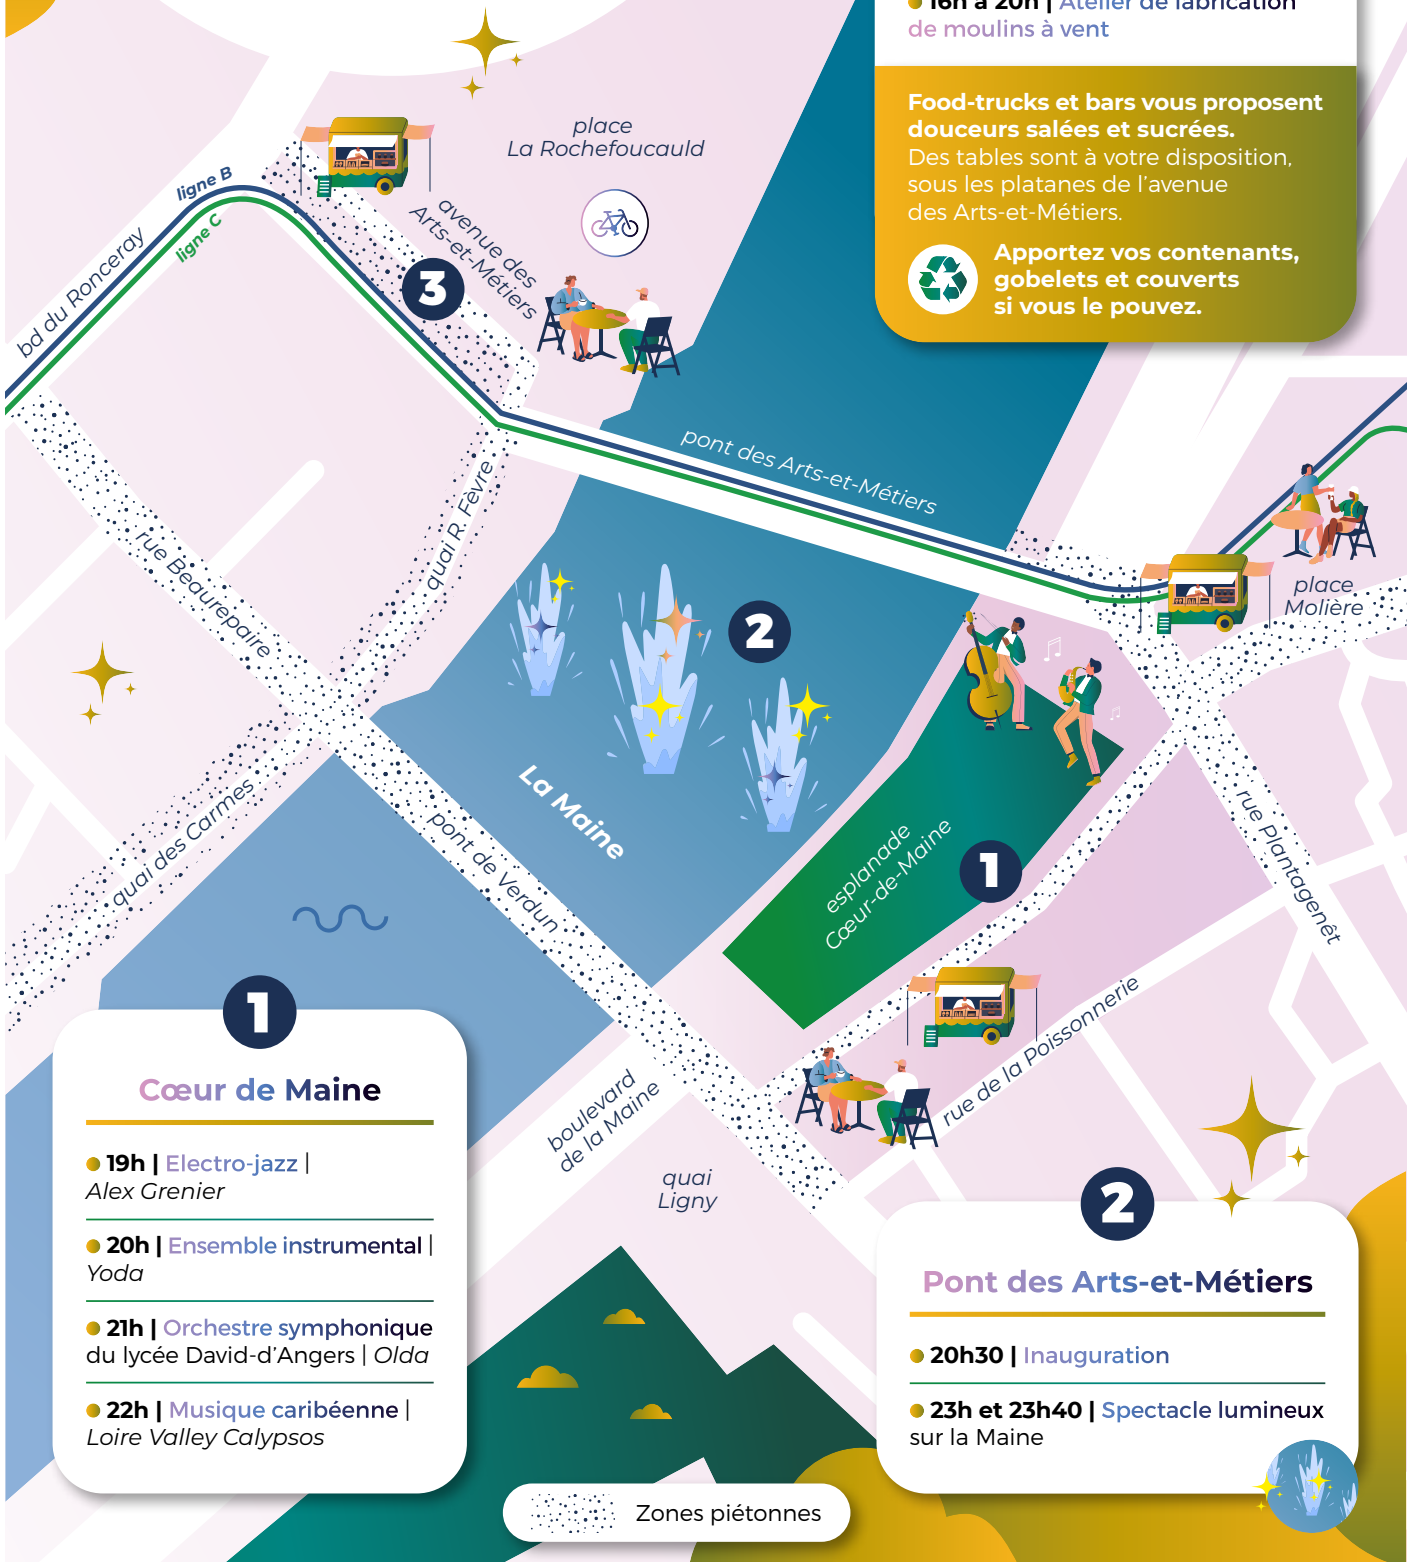 16h à 20h | Atelier de fabrication
de moulins à vent
Food-trucks et bars vous proposent
douceurs salées et sucrées.
Des tables sont à votre disposition,
sous les platanes de l'avenue
des Arts-et-Métiers.
Apportez vos contenants,
gobelets et couverts
si vous le pouvez.
place
La Rochefoucauld
ligne B
ligne C
bd du Ronceray
avenue des
Arts-et-Métiers
3
pont des Arts-et-Métiers
quai R. Fèvre
rue Beaurepaire
place
Molière
2
La Maine
quai des Carmes
pont de Verdun
esplanade
Cœur-de-Maine
1
rue Plantagenêt
rue de la Poissonnerie
boulevard
de la Maine
quai
Ligny
1
Cœur de Maine
19h | Electro-jazz |
Alex Grenier
20h | Ensemble instrumental |
Yoda
21h | Orchestre symphonique
du lycée David-d'Angers | Olda
22h | Musique caribéenne |
Loire Valley Calypsos
2
Pont des Arts-et-Métiers
20h30 | Inauguration
23h et 23h40 | Spectacle lumineux
sur la Maine
Zones piétonnes